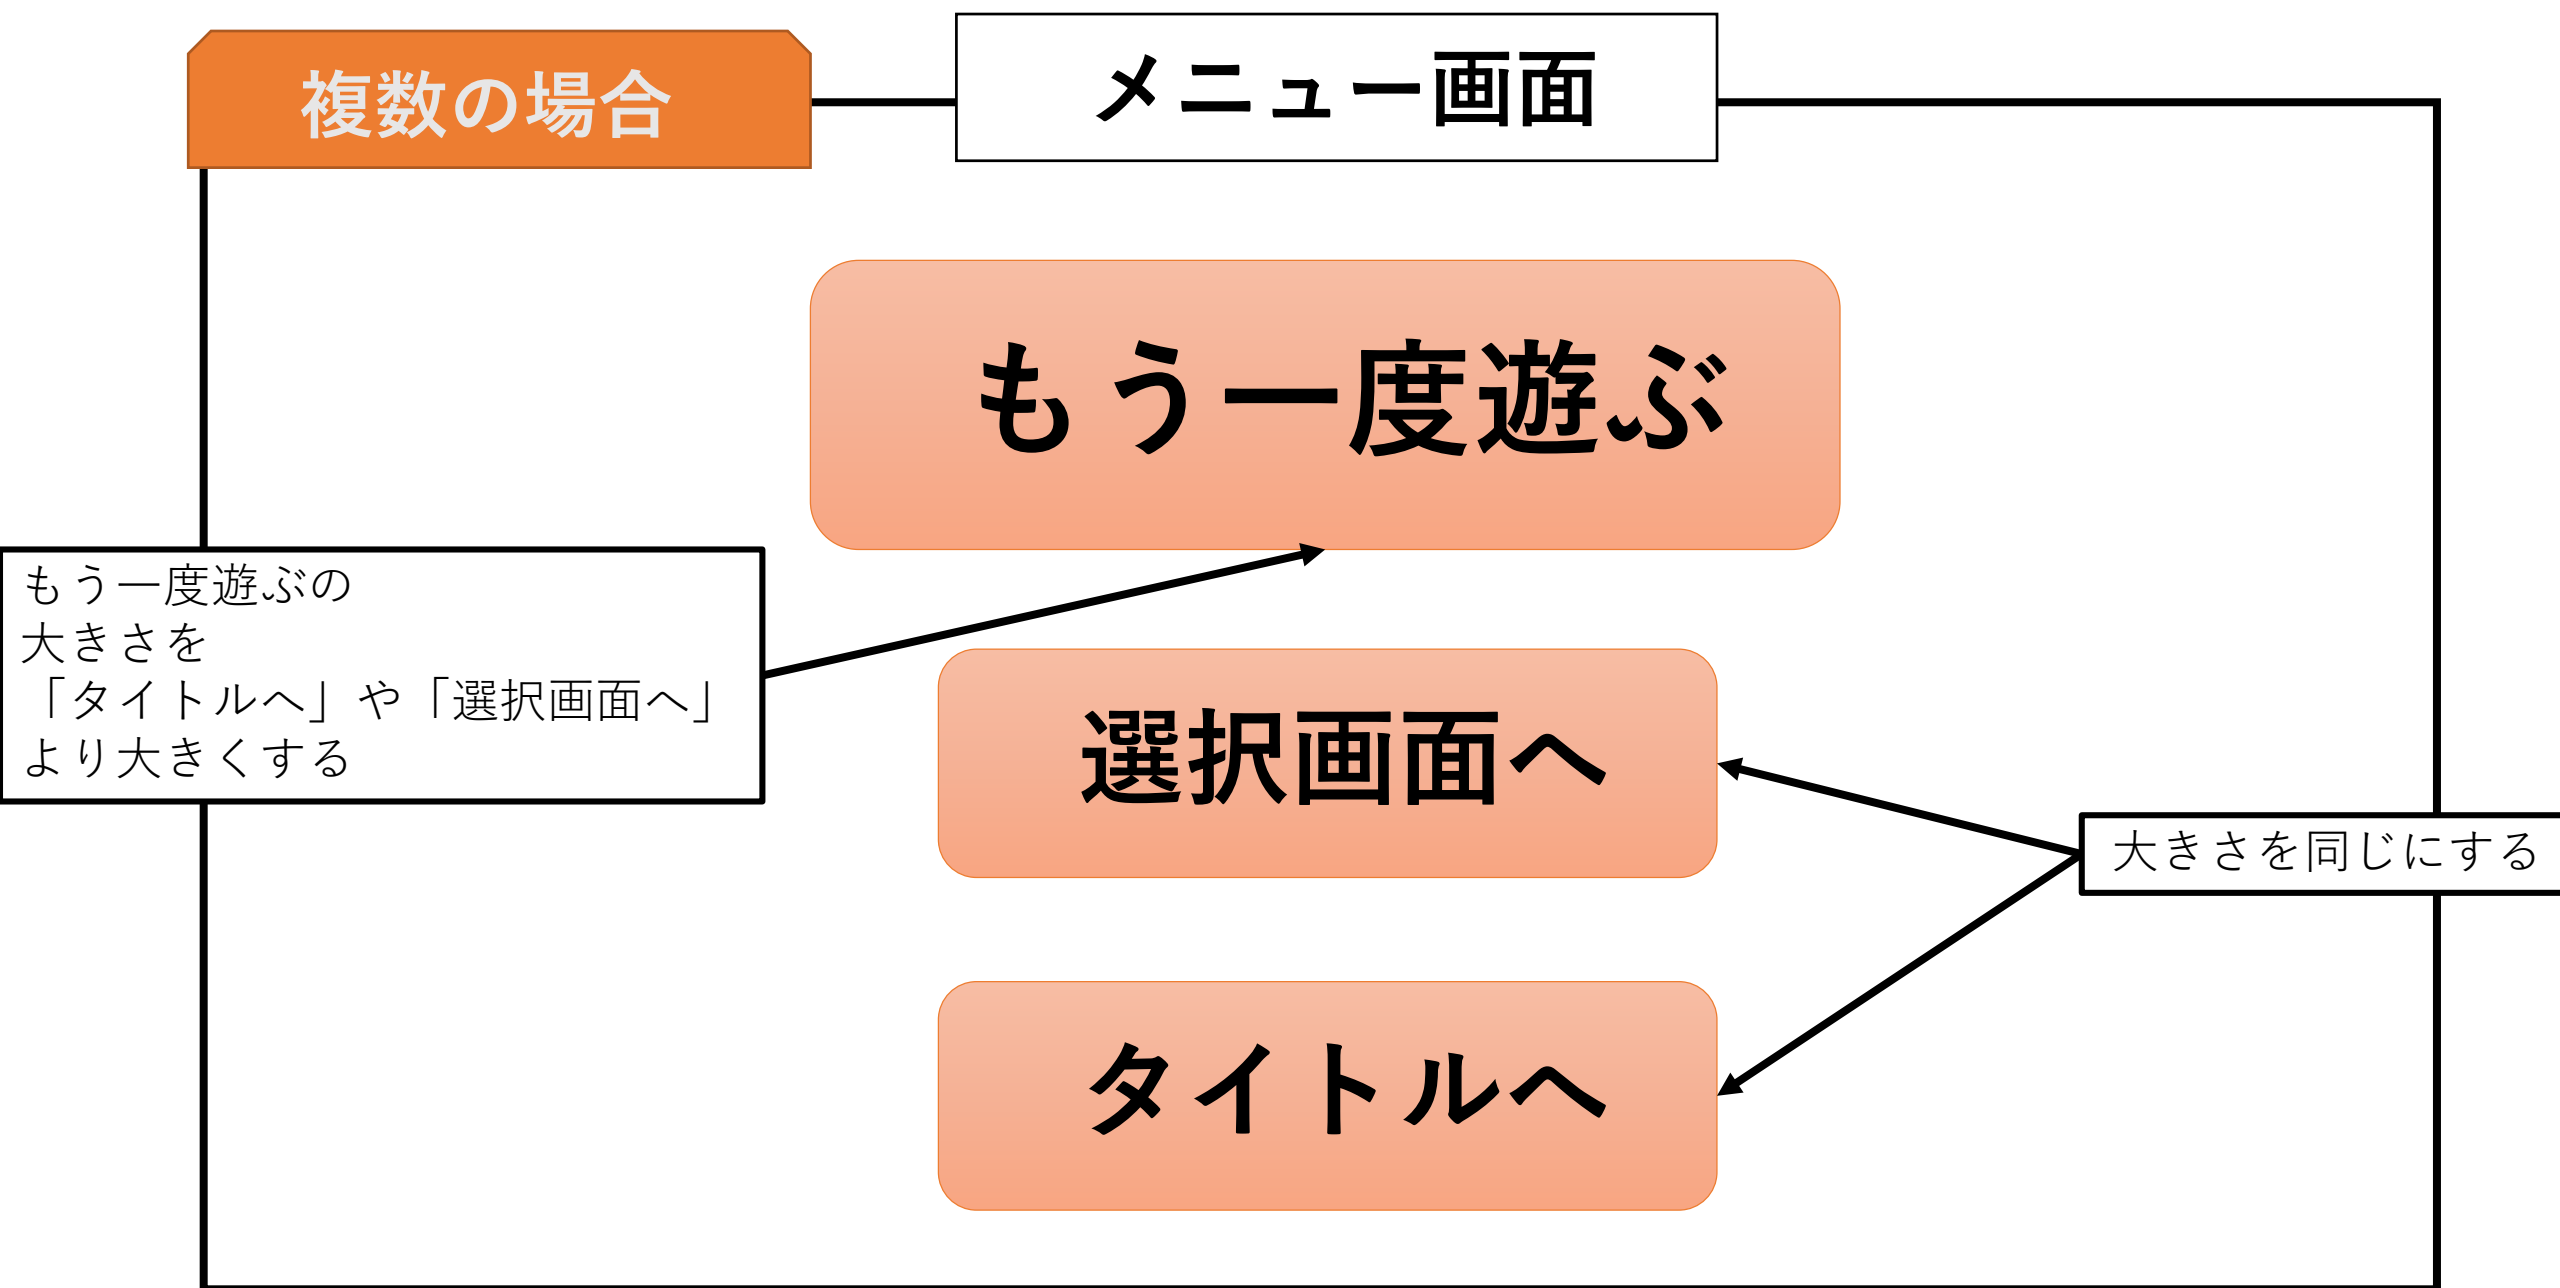 複数の場合
メニュー画面
もう一度遊ぶ
もう一度遊ぶの
大きさを
「タイトルへ」や「選択画面へ」
より大きくする
選択画面へ
大きさを同じにする
タイトルへ